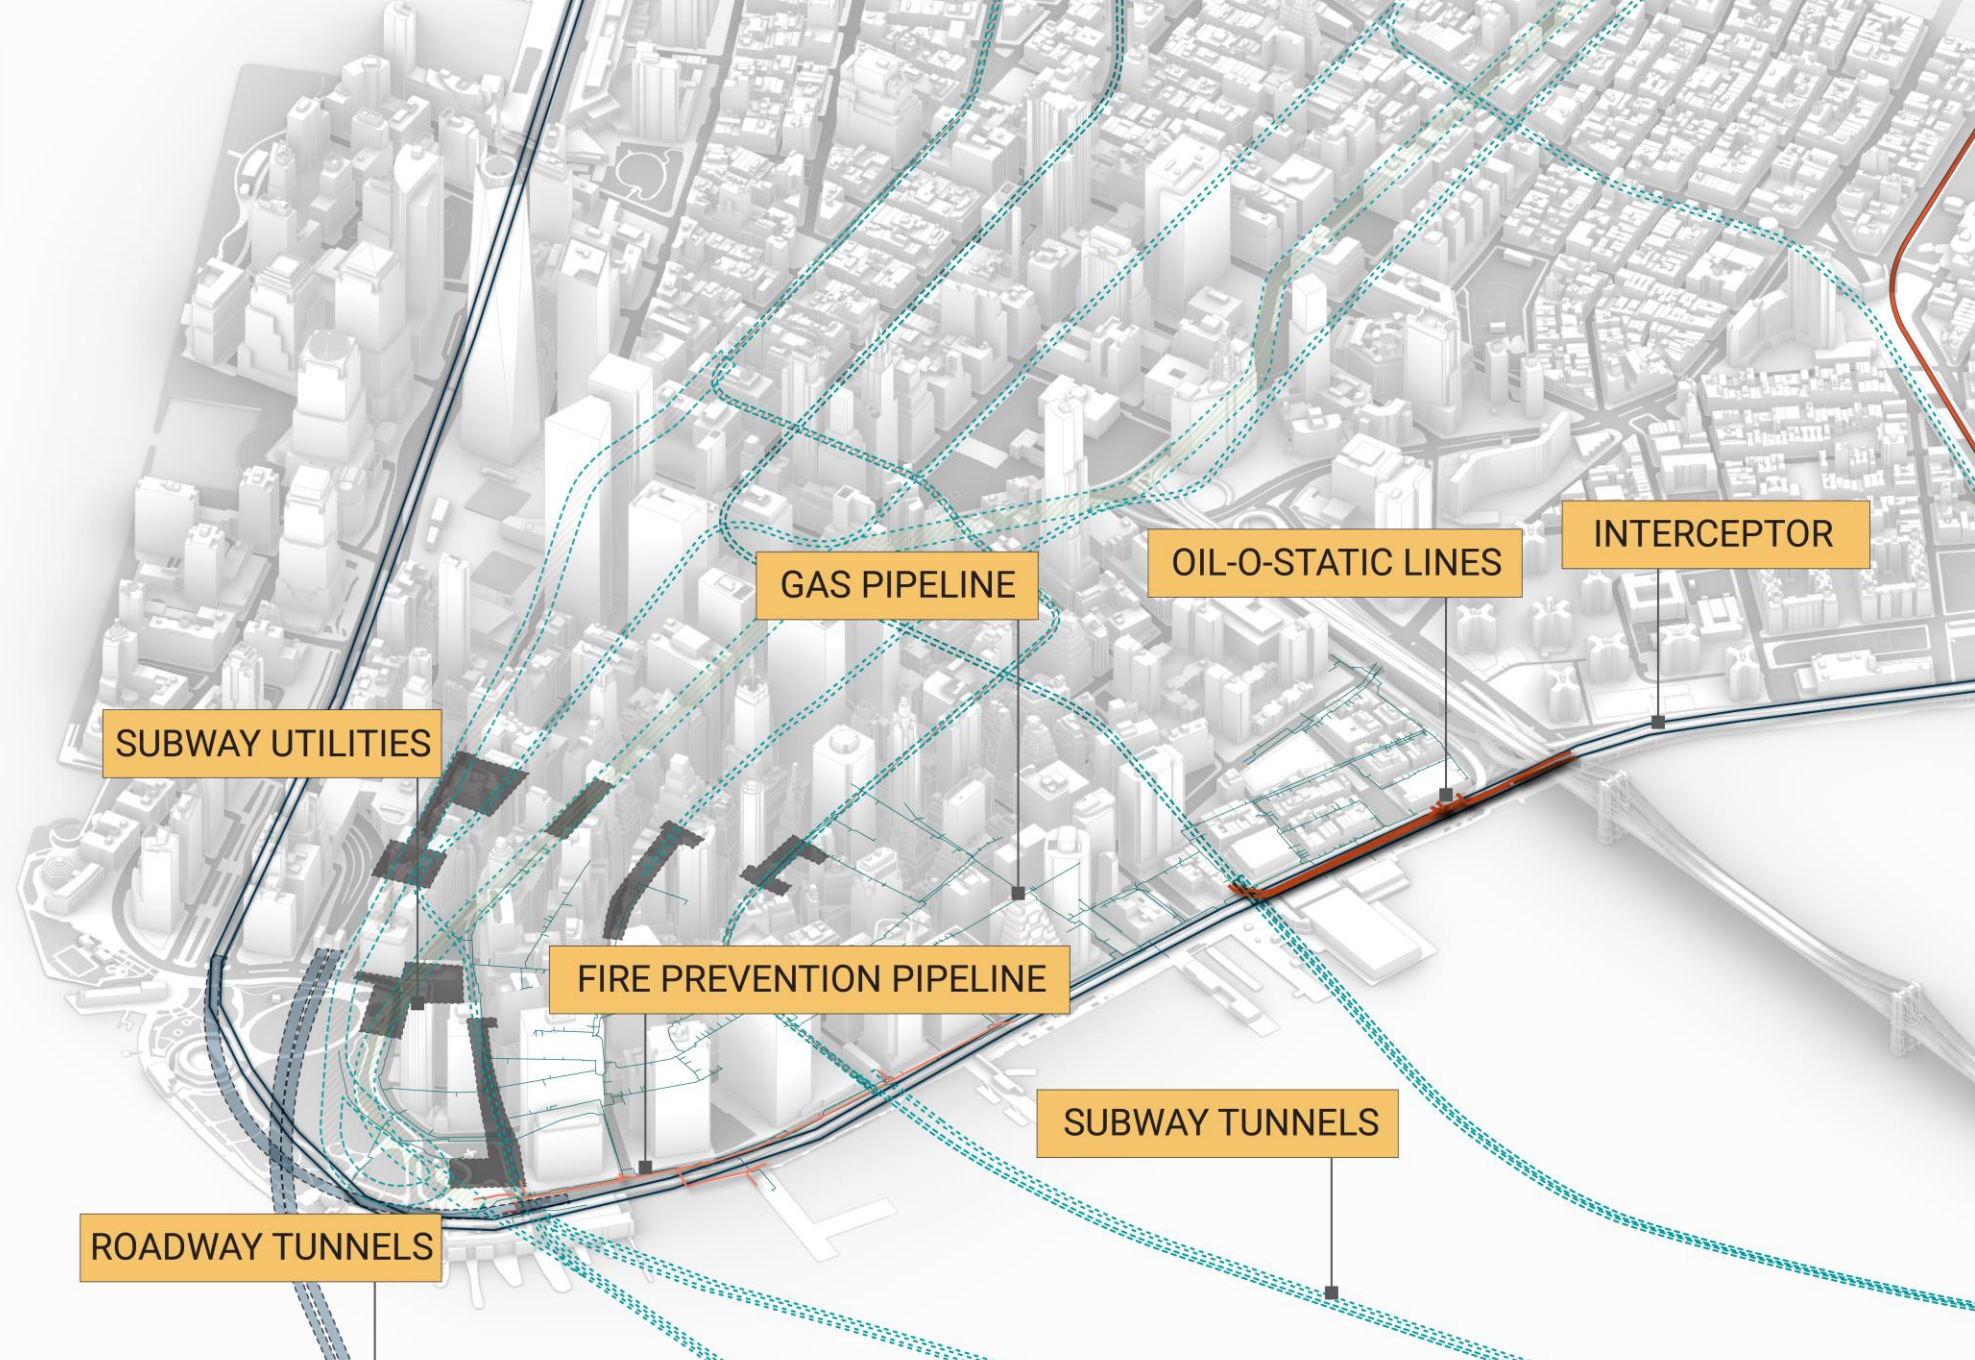 INTERCEPTOR
OIL-O-STATIC LINES
GAS PIPELINE
SUBWAY UTILITIES
FIRE PREVENTION PIPELINE
SUBWAY TUNNELS
ROADWAY TUNNELS